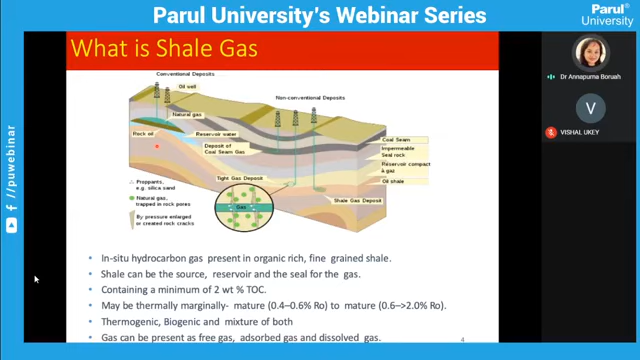 Parul University's Webinar Series
Parul®
University
What is Shale Gas
Conventional Deposits
Oil well
Non-conventional Deposits
Natural gas
Rock oil
Reservoir water
Deposit of
Coal Seam Gas
Coal Seam
Impermeable
Seal rock
Reservoir compact
à gaz
Oil shale
Proppants
e.g. silica sand
Tight Gas Deposit
Natural gas,
trapped in rock pores
Gas
Shale Gas Deposit
By pressure enlarged
or created rock cracks
• In-situ hydrocarbon gas present in organic rich, fine grained shale.
• Shale can be the source, reservoir and the seal for the gas.
• Containing a minimum of 2 wt % TOC.
• May be thermally marginally- mature (0.4–0.6% Ro) to mature (0.6–>2.0% Ro).
• Thermogenic, Biogenic and mixture of both
• Gas can be present as free gas, adsorbed gas and dissolved gas.
4
Dr Annapurna Boruah
V
VISHAL UKEY
/puwebinar